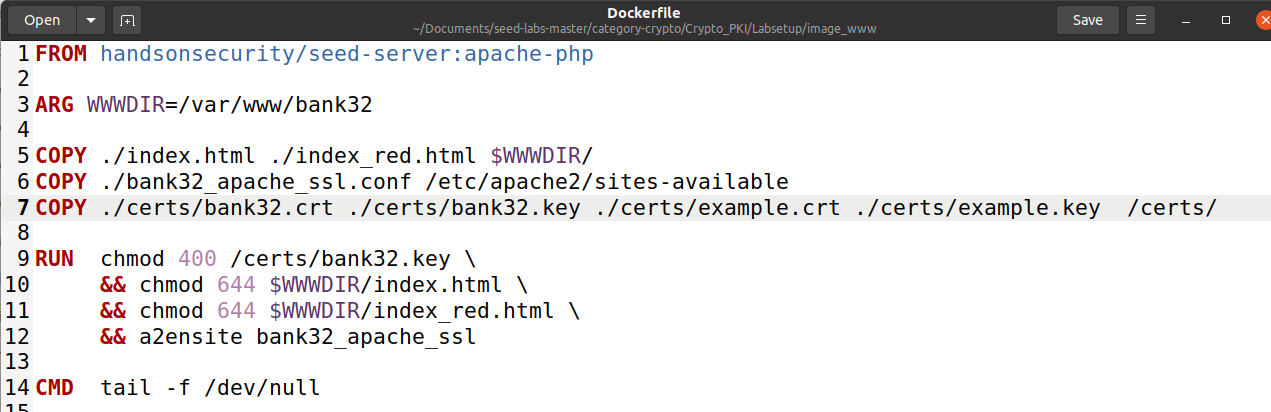 Open
Dockerfile
~/Documents/seed-labs-master/category-crypto/Crypto_PKI/Labsetup/image_www
Save
1 FROM handsonsecurity/seed-server:apache-php
2
3 ARG WWWDIR=/var/www/bank32
4
5 COPY ./index.html ./index_red.html $WWWDIR/
6 COPY ./bank32_apache_ssl.conf /etc/apache2/sites-available
7 COPY ./certs/bank32.crt ./certs/bank32.key ./certs/example.crt ./certs/example.key  /certs/
8
9 RUN  chmod 400 /certs/bank32.key \
10      && chmod 644 $WWWDIR/index.html \
11      && chmod 644 $WWWDIR/index_red.html \
12      && a2ensite bank32_apache_ssl
13
14 CMD  tail -f /dev/null
15